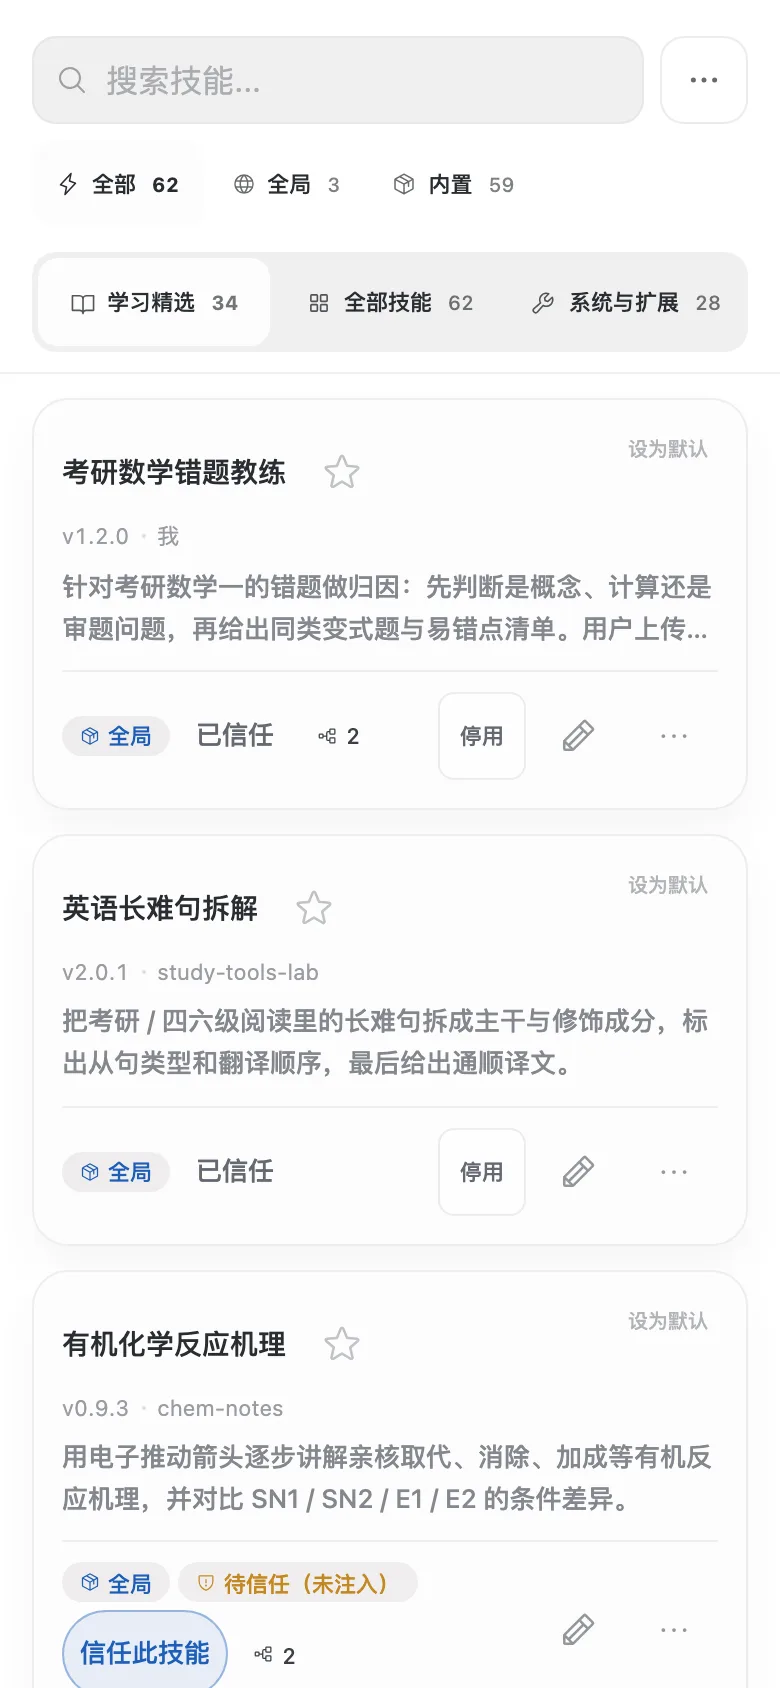 搜索技能...
全部 62 全局 3 内置 59
学习精选 34 全部技能 62 系统与扩展 28
设为默认
考研数学错题教练
v1.2.0 · 我
针对考研数学一的错题做归因：先判断是概念、计算还是
审题问题，再给出同类变式题与易错点清单。用户上传...
全局 已信任 2 停用 ...
设为默认
英语长难句拆解
v2.0.1 · study-tools-lab
把考研 / 四六级阅读里的长难句拆成主干与修饰成分，标
出从句类型和翻译顺序，最后给出通顺译文。
全局 已信任 停用 ...
设为默认
有机化学反应机理
v0.9.3 · chem-notes
用电子推动箭头逐步讲解亲核取代、消除、加成等有机反
应机理，并对比 SN1 / SN2 / E1 / E2 的条件差异。
全局 待信任（未注入）
信任此技能 2 ...